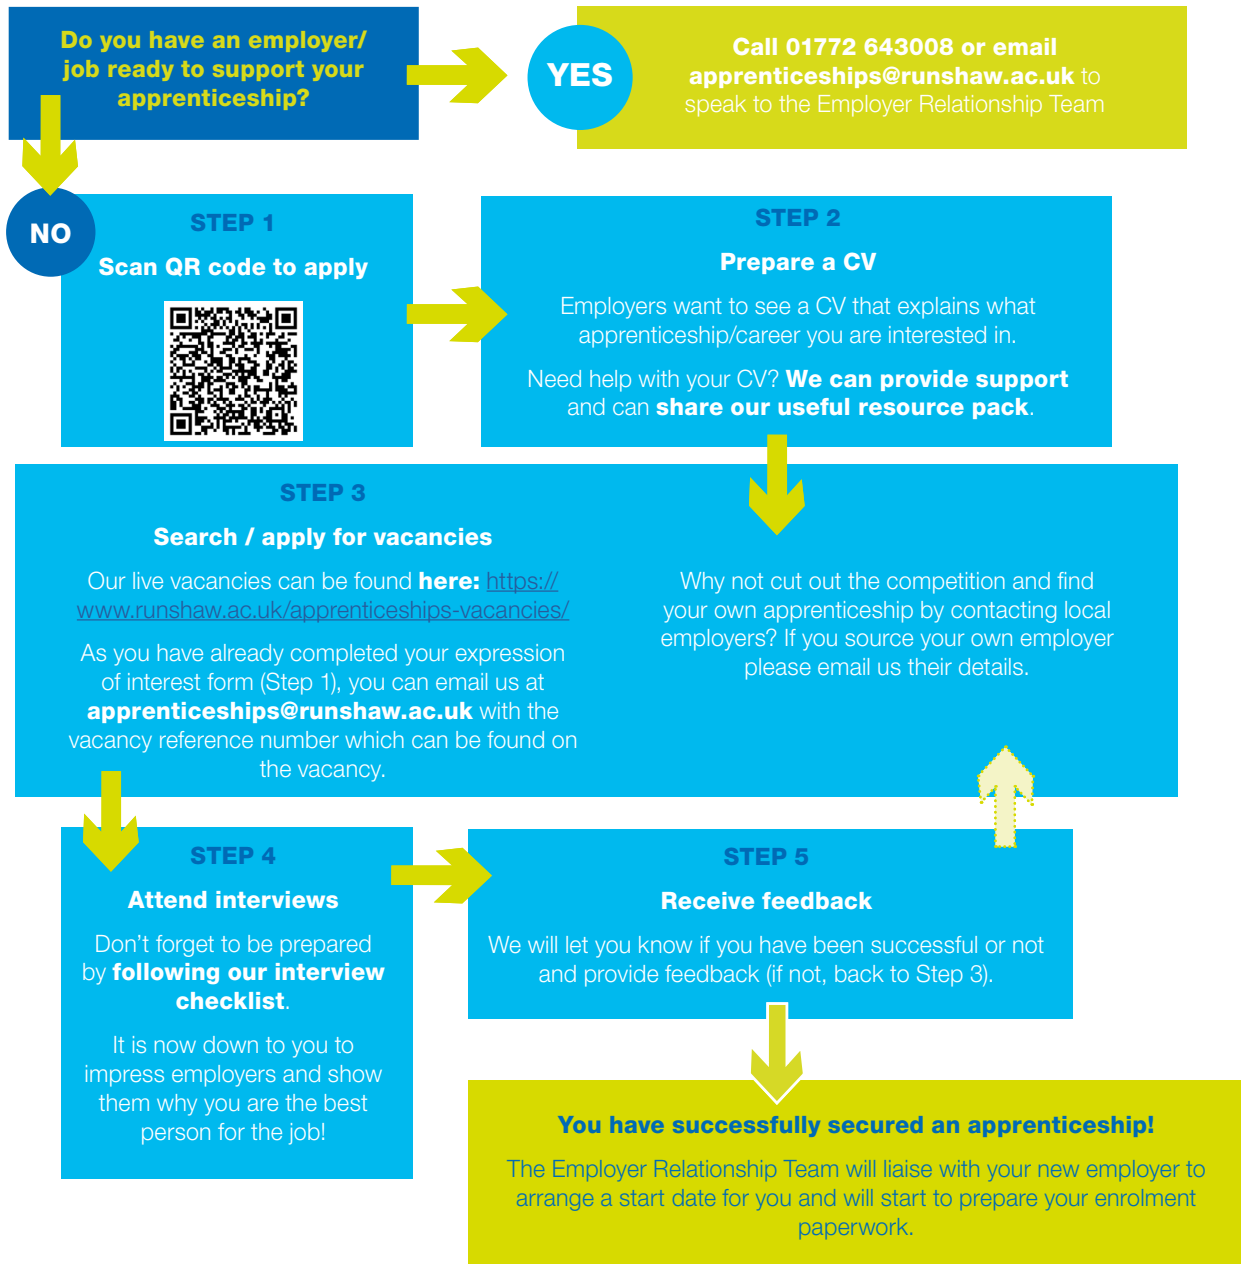 Do you have an employer/
job ready to support your
apprenticeship?
YES
Call 01772 643008 or email
apprenticeships@runshaw.ac.uk to
speak to the Employer Relationship Team
NO
STEP 1
Scan QR code to apply
STEP 2
Prepare a CV
Employers want to see a CV that explains what
apprenticeship/career you are interested in.
Need help with your CV? We can provide support
and can share our useful resource pack.
STEP 3
Search / apply for vacancies
Our live vacancies can be found here: https://
www.runshaw.ac.uk/apprenticeships-vacancies/
As you have already completed your expression
of interest form (Step 1), you can email us at
apprenticeships@runshaw.ac.uk with the
vacancy reference number which can be found on
the vacancy.
Why not cut out the competition and find
your own apprenticeship by contacting local
employers? If you source your own employer
please email us their details.
STEP 4
Attend interviews
Don’t forget to be prepared
by following our interview
checklist.
It is now down to you to
impress employers and show
them why you are the best
person for the job!
STEP 5
Receive feedback
We will let you know if you have been successful or not
and provide feedback (if not, back to Step 3).
You have successfully secured an apprenticeship!
The Employer Relationship Team will liaise with your new employer to
arrange a start date for you and will start to prepare your enrolment
paperwork.